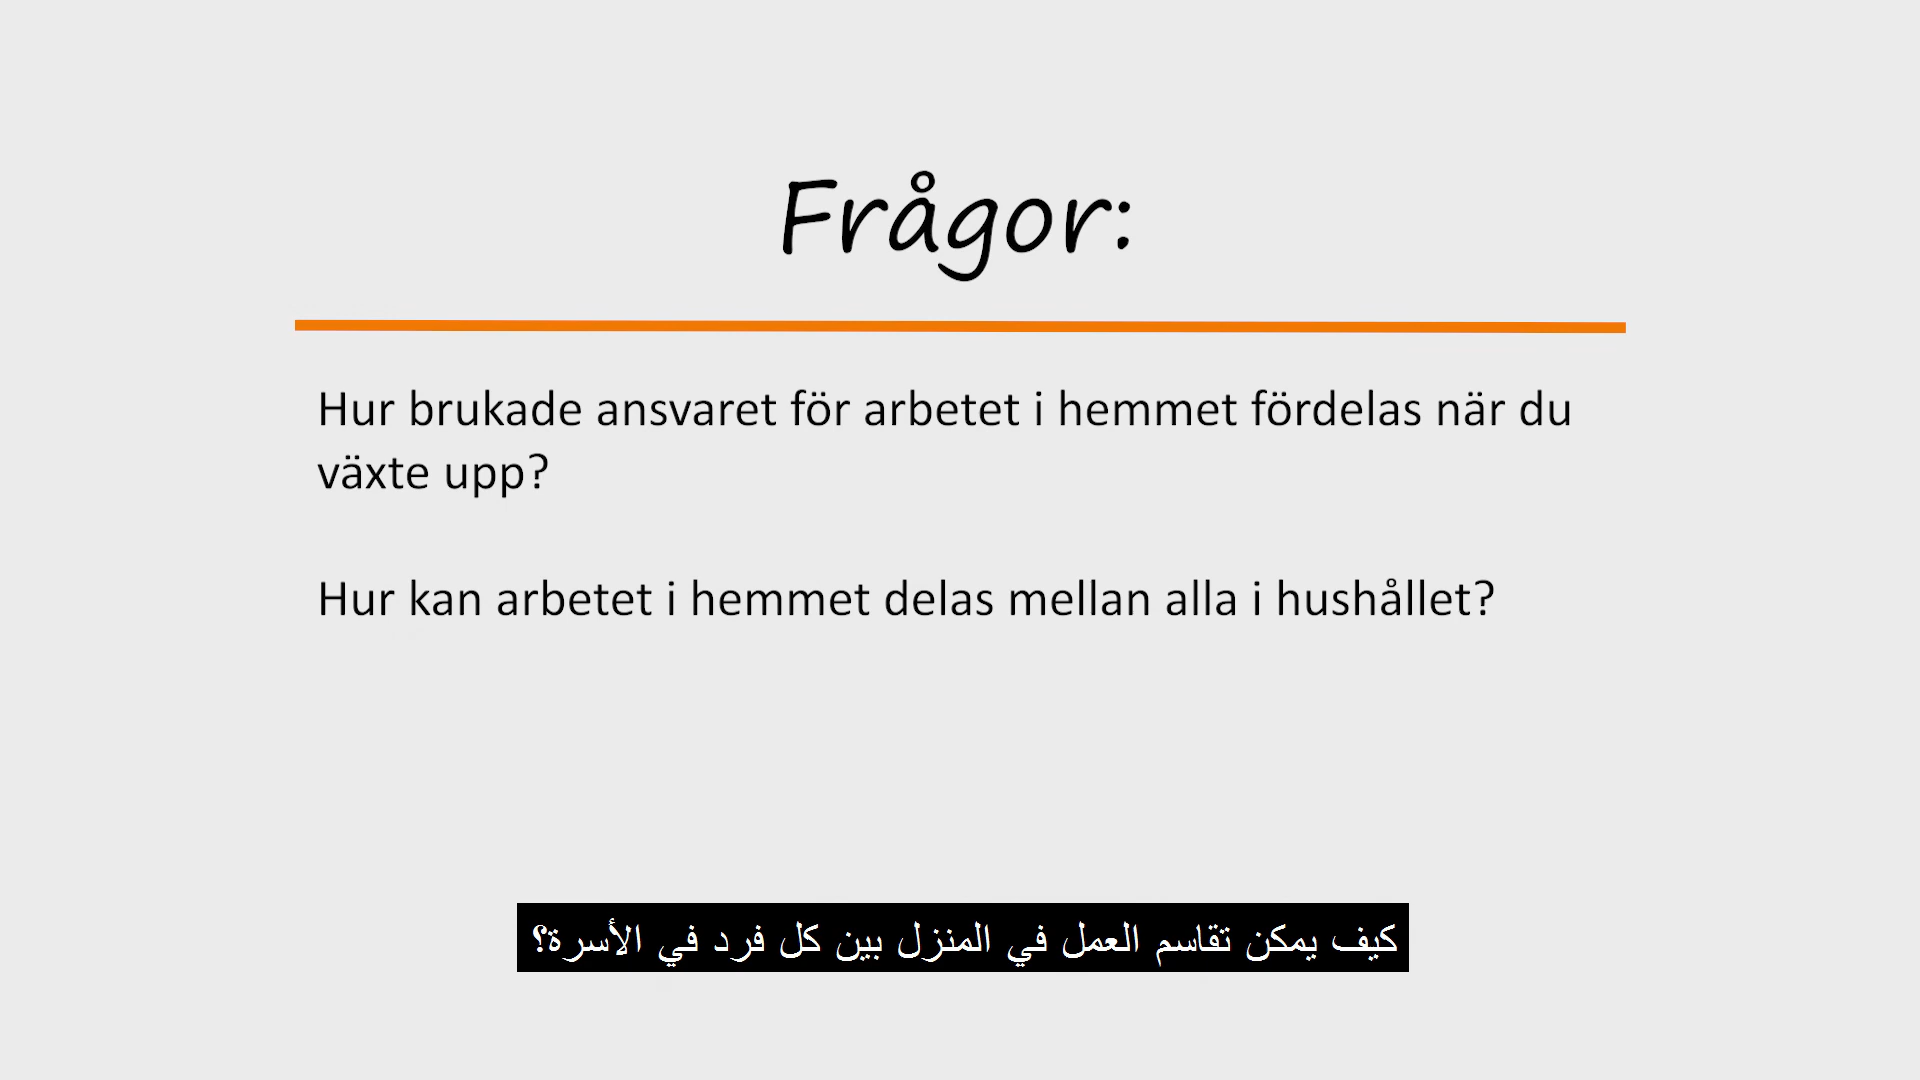 Frågor:
Hur brukade ansvaret för arbetet i hemmet fördelas när du
växte upp?
Hur kan arbetet i hemmet delas mellan alla i hushållet?
كيف يمكن تقاسم العمل في المنزل بين كل فرد في الأسرة؟